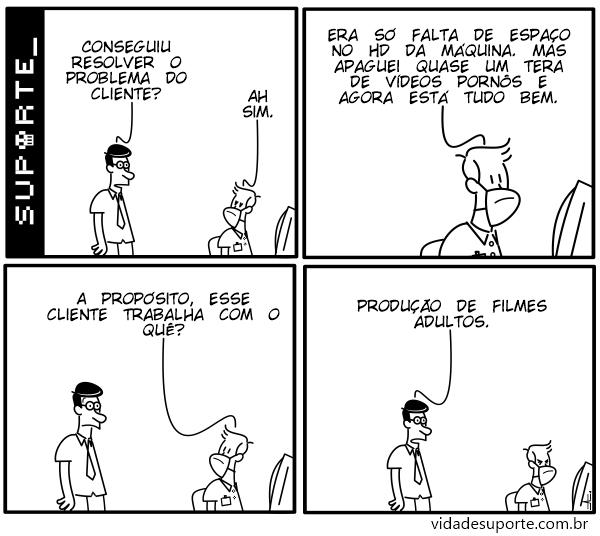 SUPORTE_
CONSEGUIU
RESOLVER O
PROBLEMA DO
CLIENTE?
AH
SIM.
ERA SÓ FALTA DE ESPAÇO
NO HD DA MÁQUINA. MAS
APAGUEI QUASE UM TERA
DE VÍDEOS PORNÔS E
AGORA ESTÁ TUDO BEM.
A PROPÓSITO, ESSE
CLIENTE TRABALHA COM O
QUÊ?
PRODUÇÃO DE FILMES
ADULTOS.
vidadesuporte.com.br